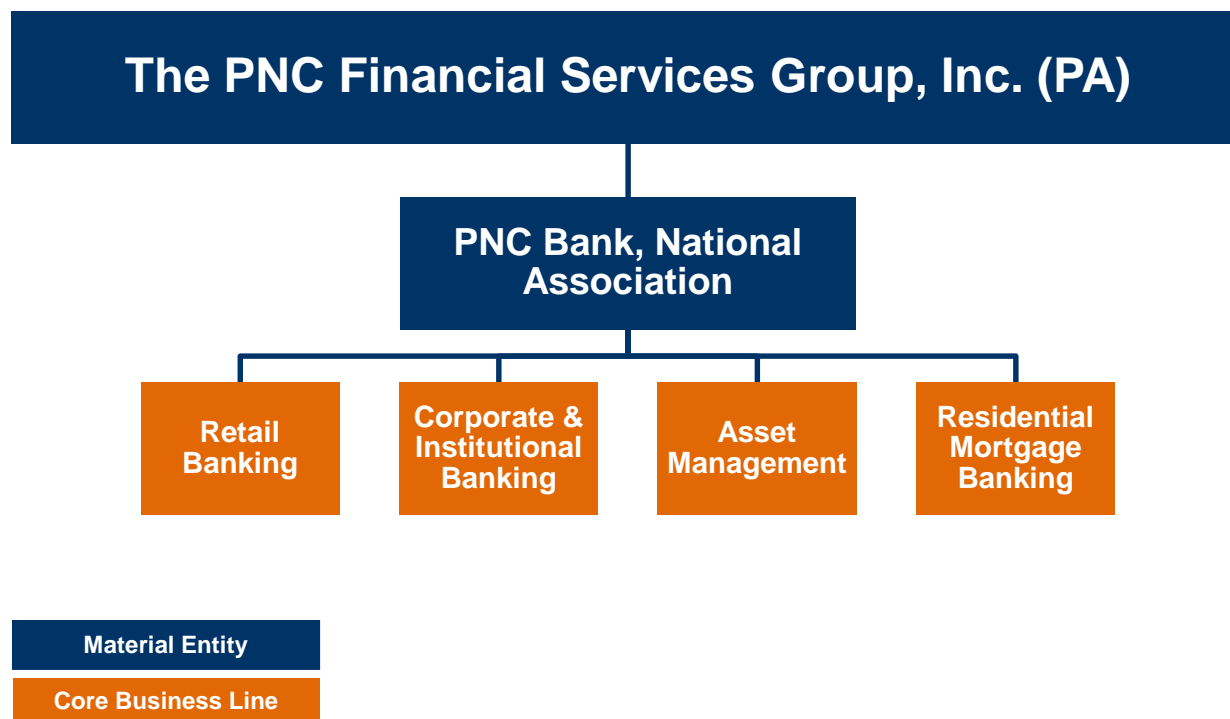 The PNC Financial Services Group, Inc. (PA)
PNC Bank, National
Association
Retail
Banking
Corporate &
Institutional
Banking
Asset
Management
Residential
Mortgage
Banking
Material Entity
Core Business Line